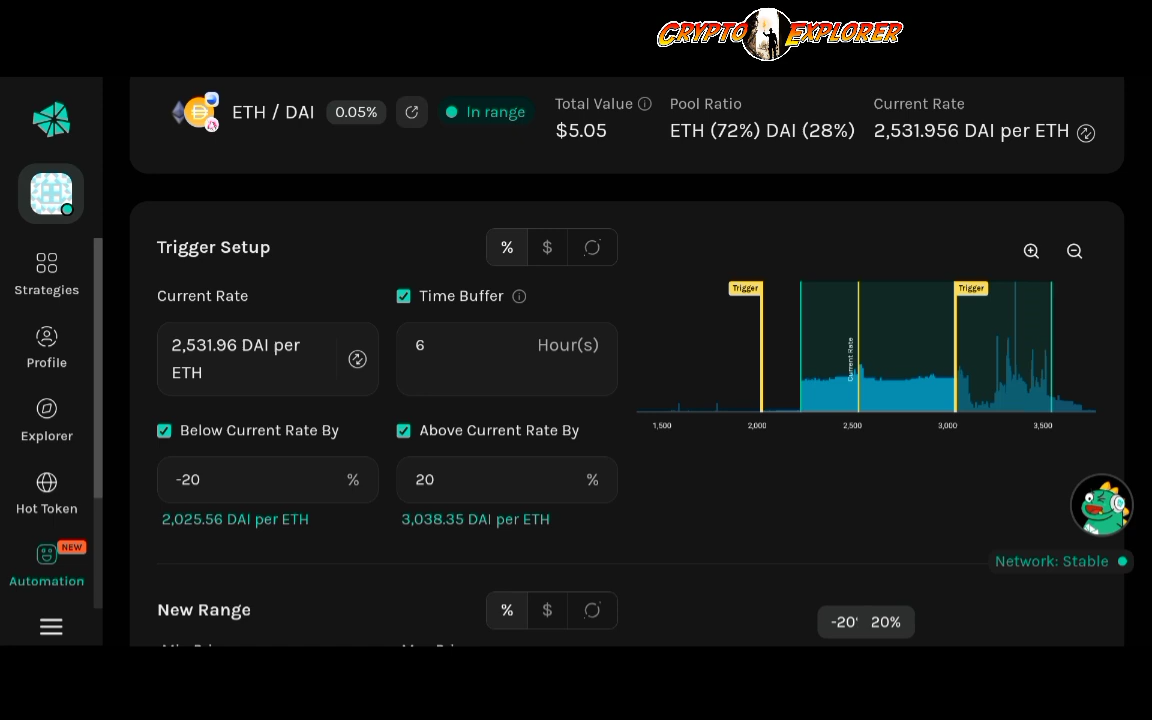 CRYPTO EXPLORER
ETH / DAI
0.05%
In range
Total Value
$5.05
Pool Ratio
ETH (72%) DAI (28%)
Current Rate
2,531.956 DAI per ETH
Strategies
Profile
Explorer
Hot Token
NEW
Automation
Trigger Setup
%
$
Current Rate
2,531.96 DAI per
ETH
Time Buffer
6
Hour(s)
Below Current Rate By
-20
%
2,025.56 DAI per ETH
Above Current Rate By
20
%
3,038.35 DAI per ETH
Trigger
Trigger
Current Rate
1,500
2,000
2,500
3,000
3,500
Network: Stable
New Range
%
$
-20'
20%